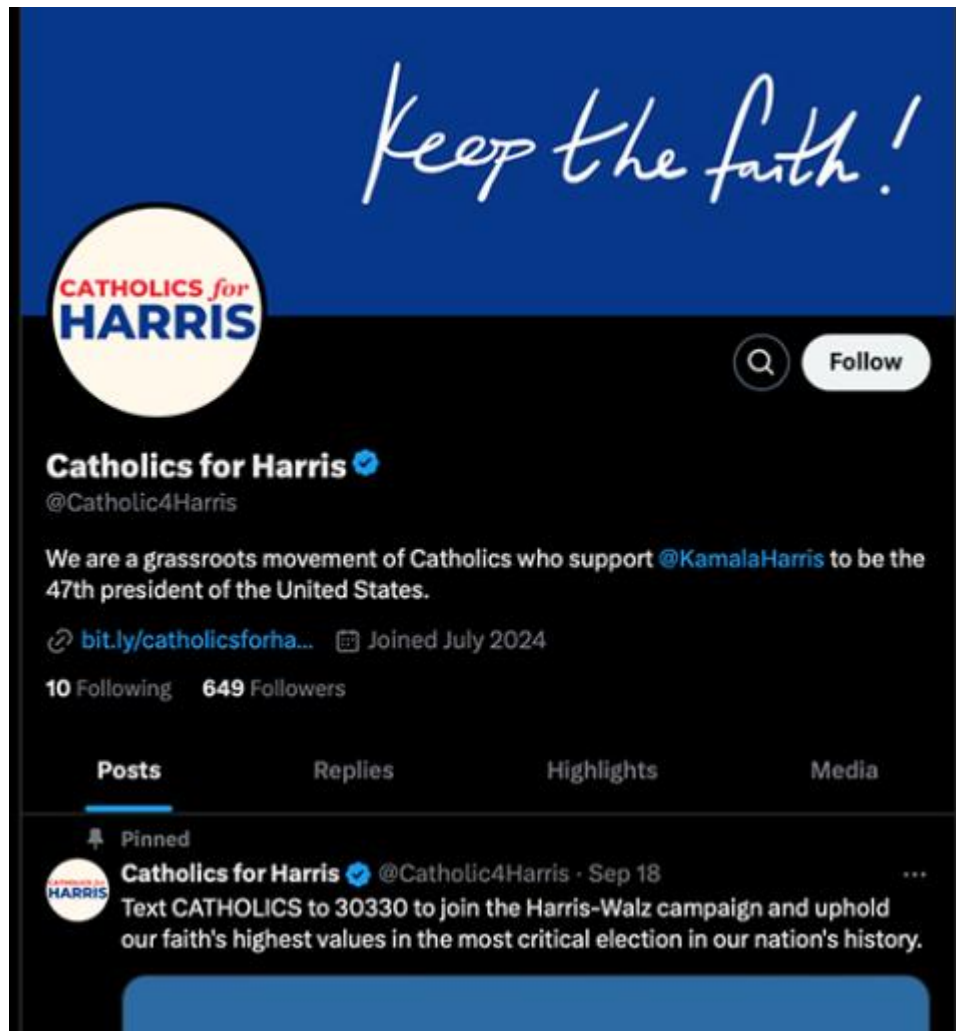 Keep the faith!
CATHOLICS for
HARRIS
Follow
Catholics for Harris
@Catholic4Harris
We are a grassroots movement of Catholics who support @KamalaHarris to be the
47th president of the United States.
bit.ly/catholicsforha... Joined July 2024
10 Following 649 Followers
Posts Replies Highlights Media
Pinned
CATHOLICS for
HARRIS
Catholics for Harris @Catholic4Harris · Sep 18 ...
Text CATHOLICS to 30330 to join the Harris-Walz campaign and uphold
our faith's highest values in the most critical election in our nation's history.